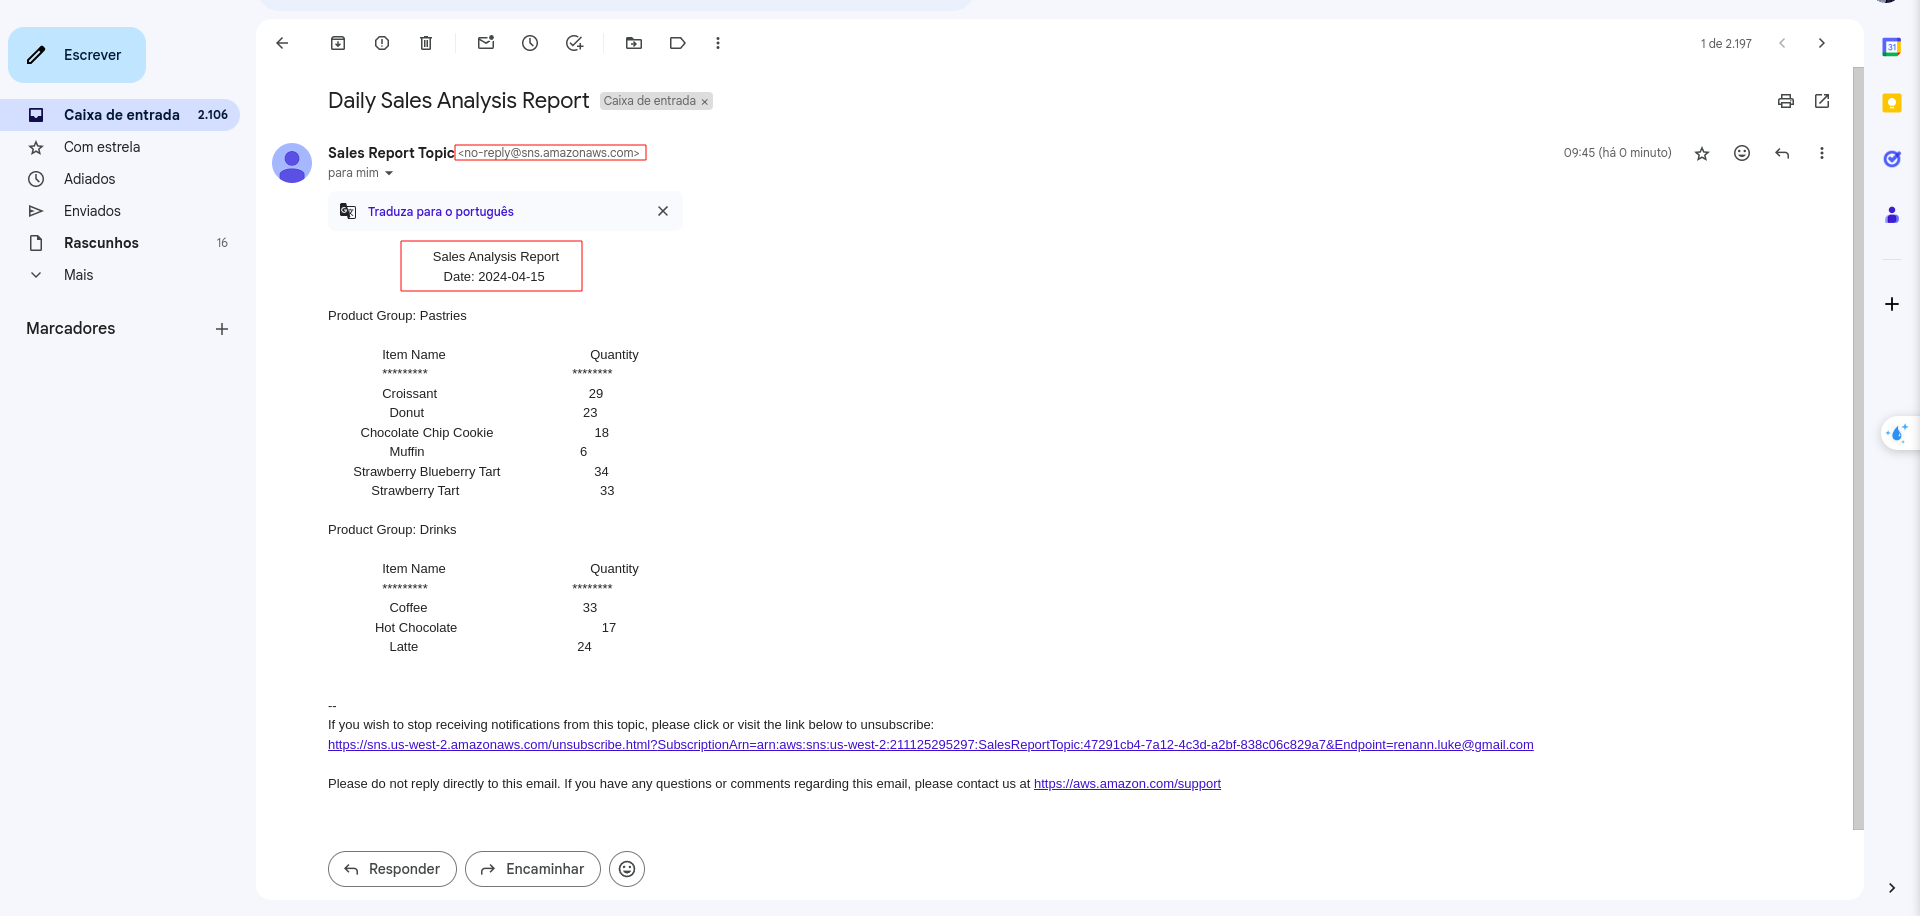 Escrever
Caixa de entrada 2.106
Com estrela
Adiados
Enviados
Rascunhos 16
Mais
Marcadores
1 de 2.197
Daily Sales Analysis Report Caixa de entrada ×
Sales Report Topic <no-reply@sns.amazonaws.com> 09:45 (há 0 minuto)
para mim
Traduza para o português
Sales Analysis Report
Date: 2024-04-15
Product Group: Pastries
Item Name Quantity
********* ********
Croissant 29
Donut 23
Chocolate Chip Cookie 18
Muffin 6
Strawberry Blueberry Tart 34
Strawberry Tart 33
Product Group: Drinks
Item Name Quantity
********* ********
Coffee 33
Hot Chocolate 17
Latte 24
--
If you wish to stop receiving notifications from this topic, please click or visit the link below to unsubscribe:
https://sns.us-west-2.amazonaws.com/unsubscribe.html?SubscriptionArn=arn:aws:sns:us-west-2:211125295297:SalesReportTopic:47291cb4-7a12-4c3d-a2bf-838c06c829a7&Endpoint=renann.luke@gmail.com
Please do not reply directly to this email. If you have any questions or comments regarding this email, please contact us at https://aws.amazon.com/support
Responder
Encaminhar
31